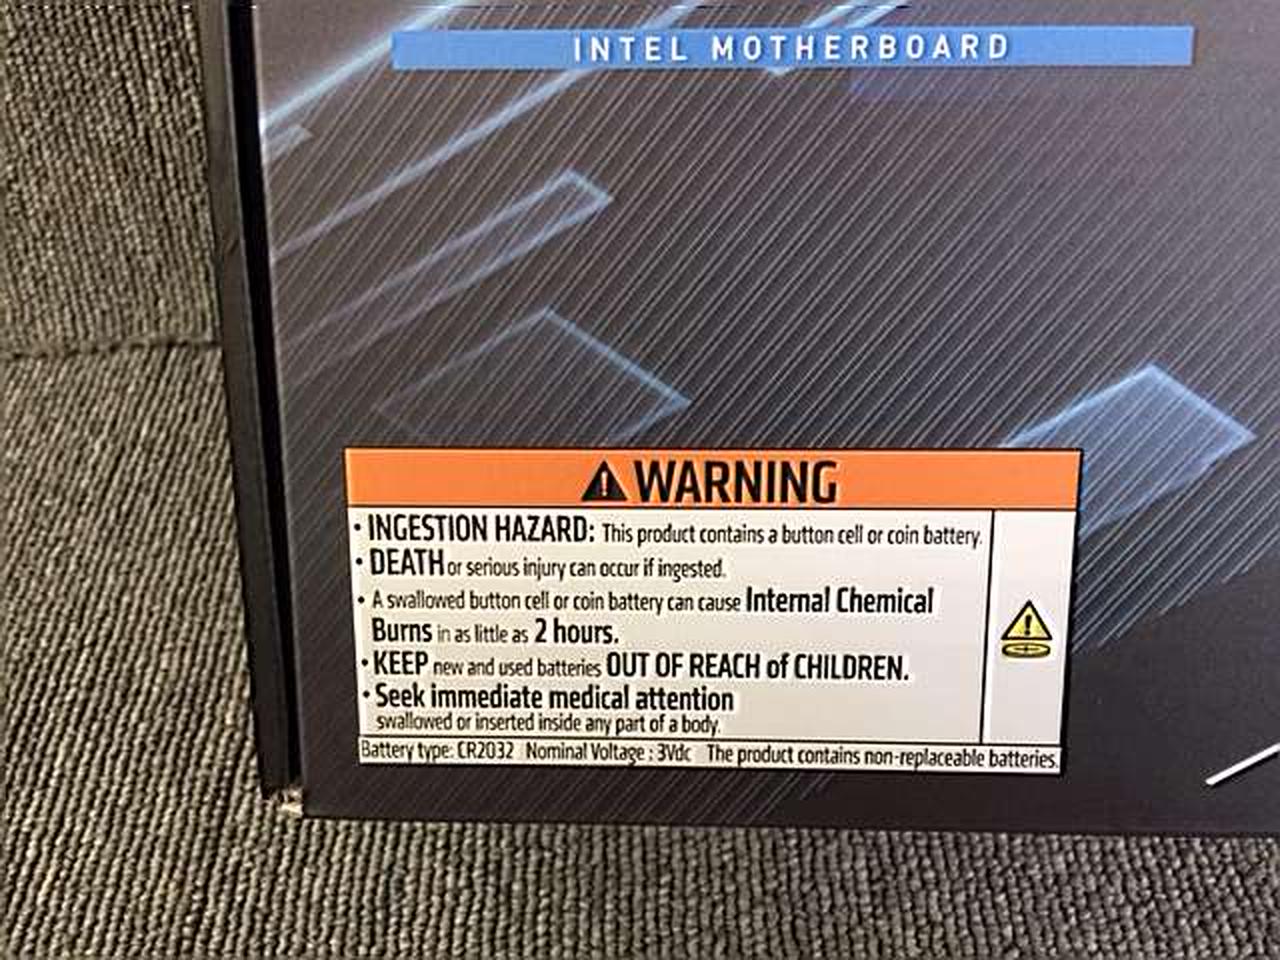 INTEL MOTHERBOARD
WARNING
• INGESTION HAZARD: This product contains a button cell or coin battery.
• DEATH or serious injury can occur if ingested.
• A swallowed button cell or coin battery can cause Internal Chemical
Burns in as little as 2 hours.
• KEEP new and used batteries OUT OF REACH of CHILDREN.
• Seek immediate medical attention
swallowed or inserted inside any part of a body.
Battery type: CR2032 Nominal Voltage : 3Vdc The product contains non-replaceable batteries.